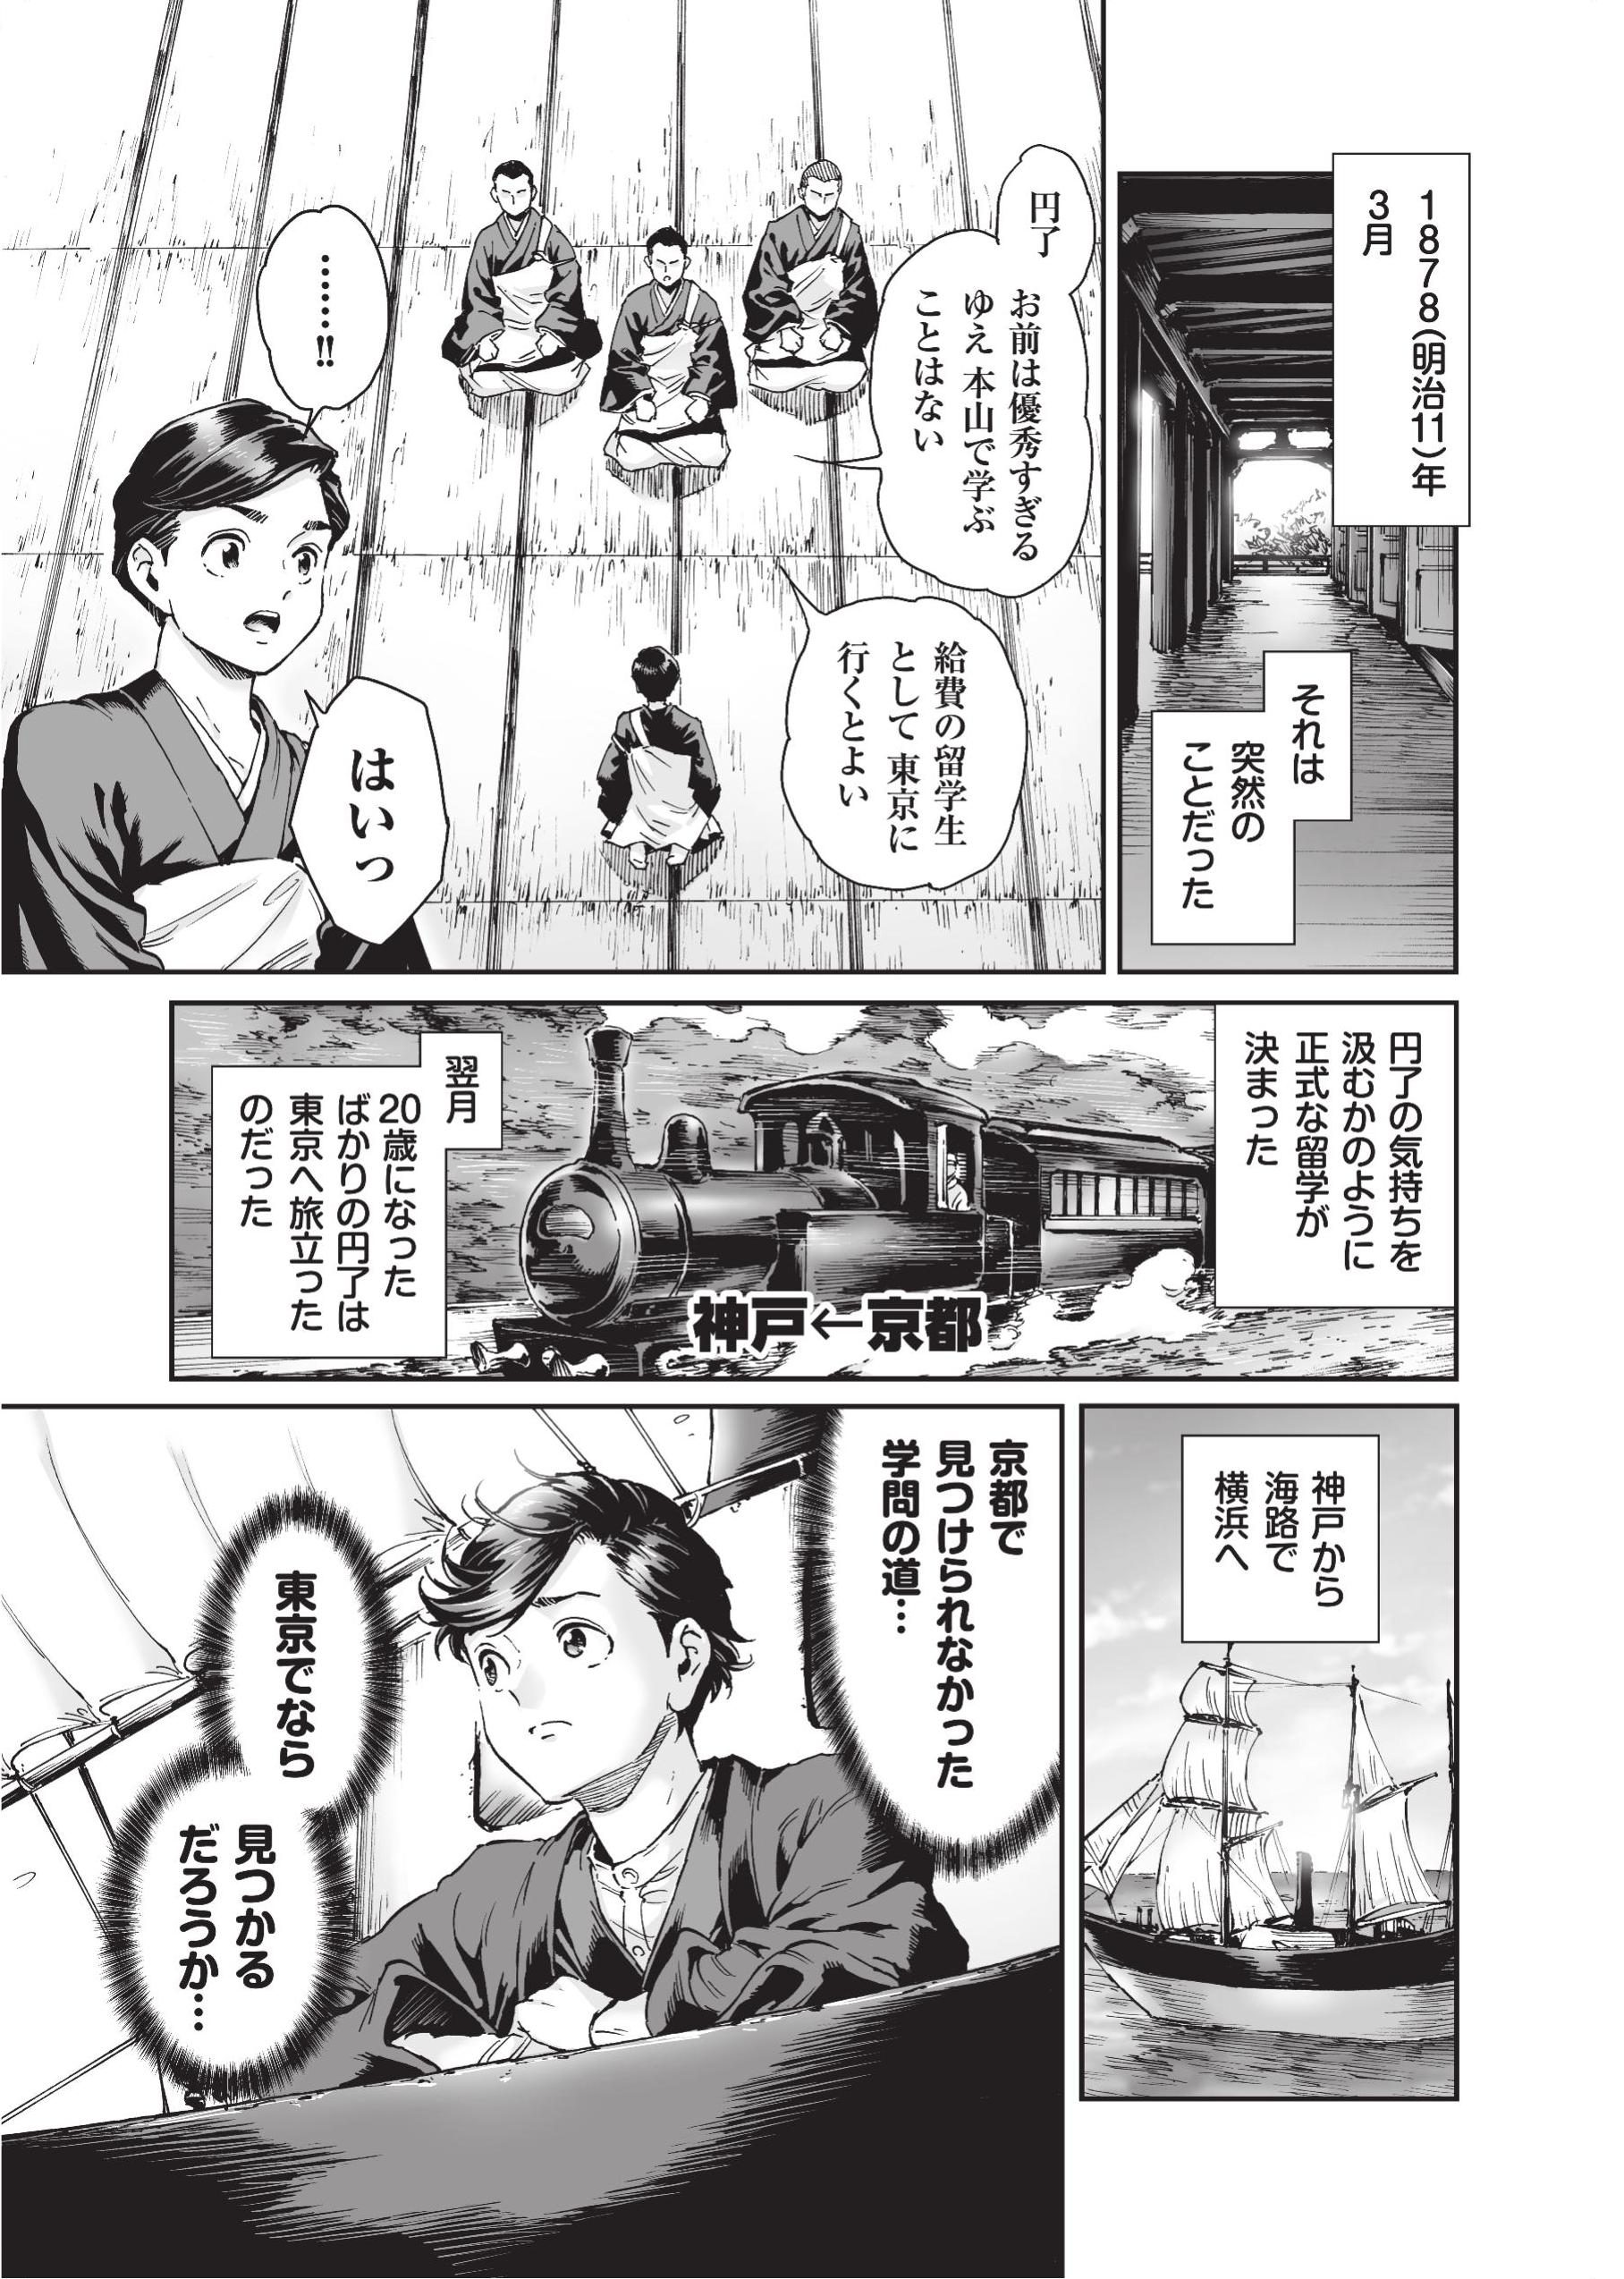 1878（明治11）年
3月
それは
突然の
ことだった
円了
お前は優秀すぎる
ゆえ 本山で学ぶ
ことはない
給費の留学生
として 東京に
行くとよい
……!!
はいっ
円了の気持ちを
汲むかのように
正式な留学が
決まった
神戸←京都
翌月
20歳になった
ばかりの円了は
東京へ旅立った
のだった
神戸から
海路で
横浜へ
京都で
見つけられなかった
学問の道…
東京でなら
見つかる
だろうか…